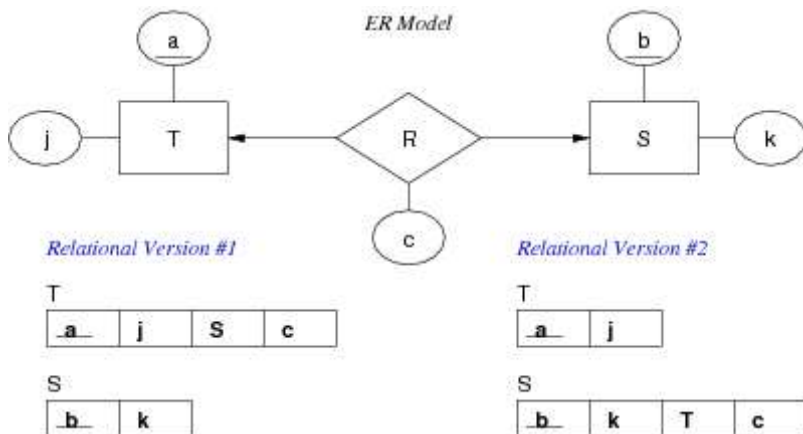 ER Model
a
b
j
T
R
S
k
c
Relational Version #1
T
a j S c
S
b k
Relational Version #2
T
a j
S
b k T c